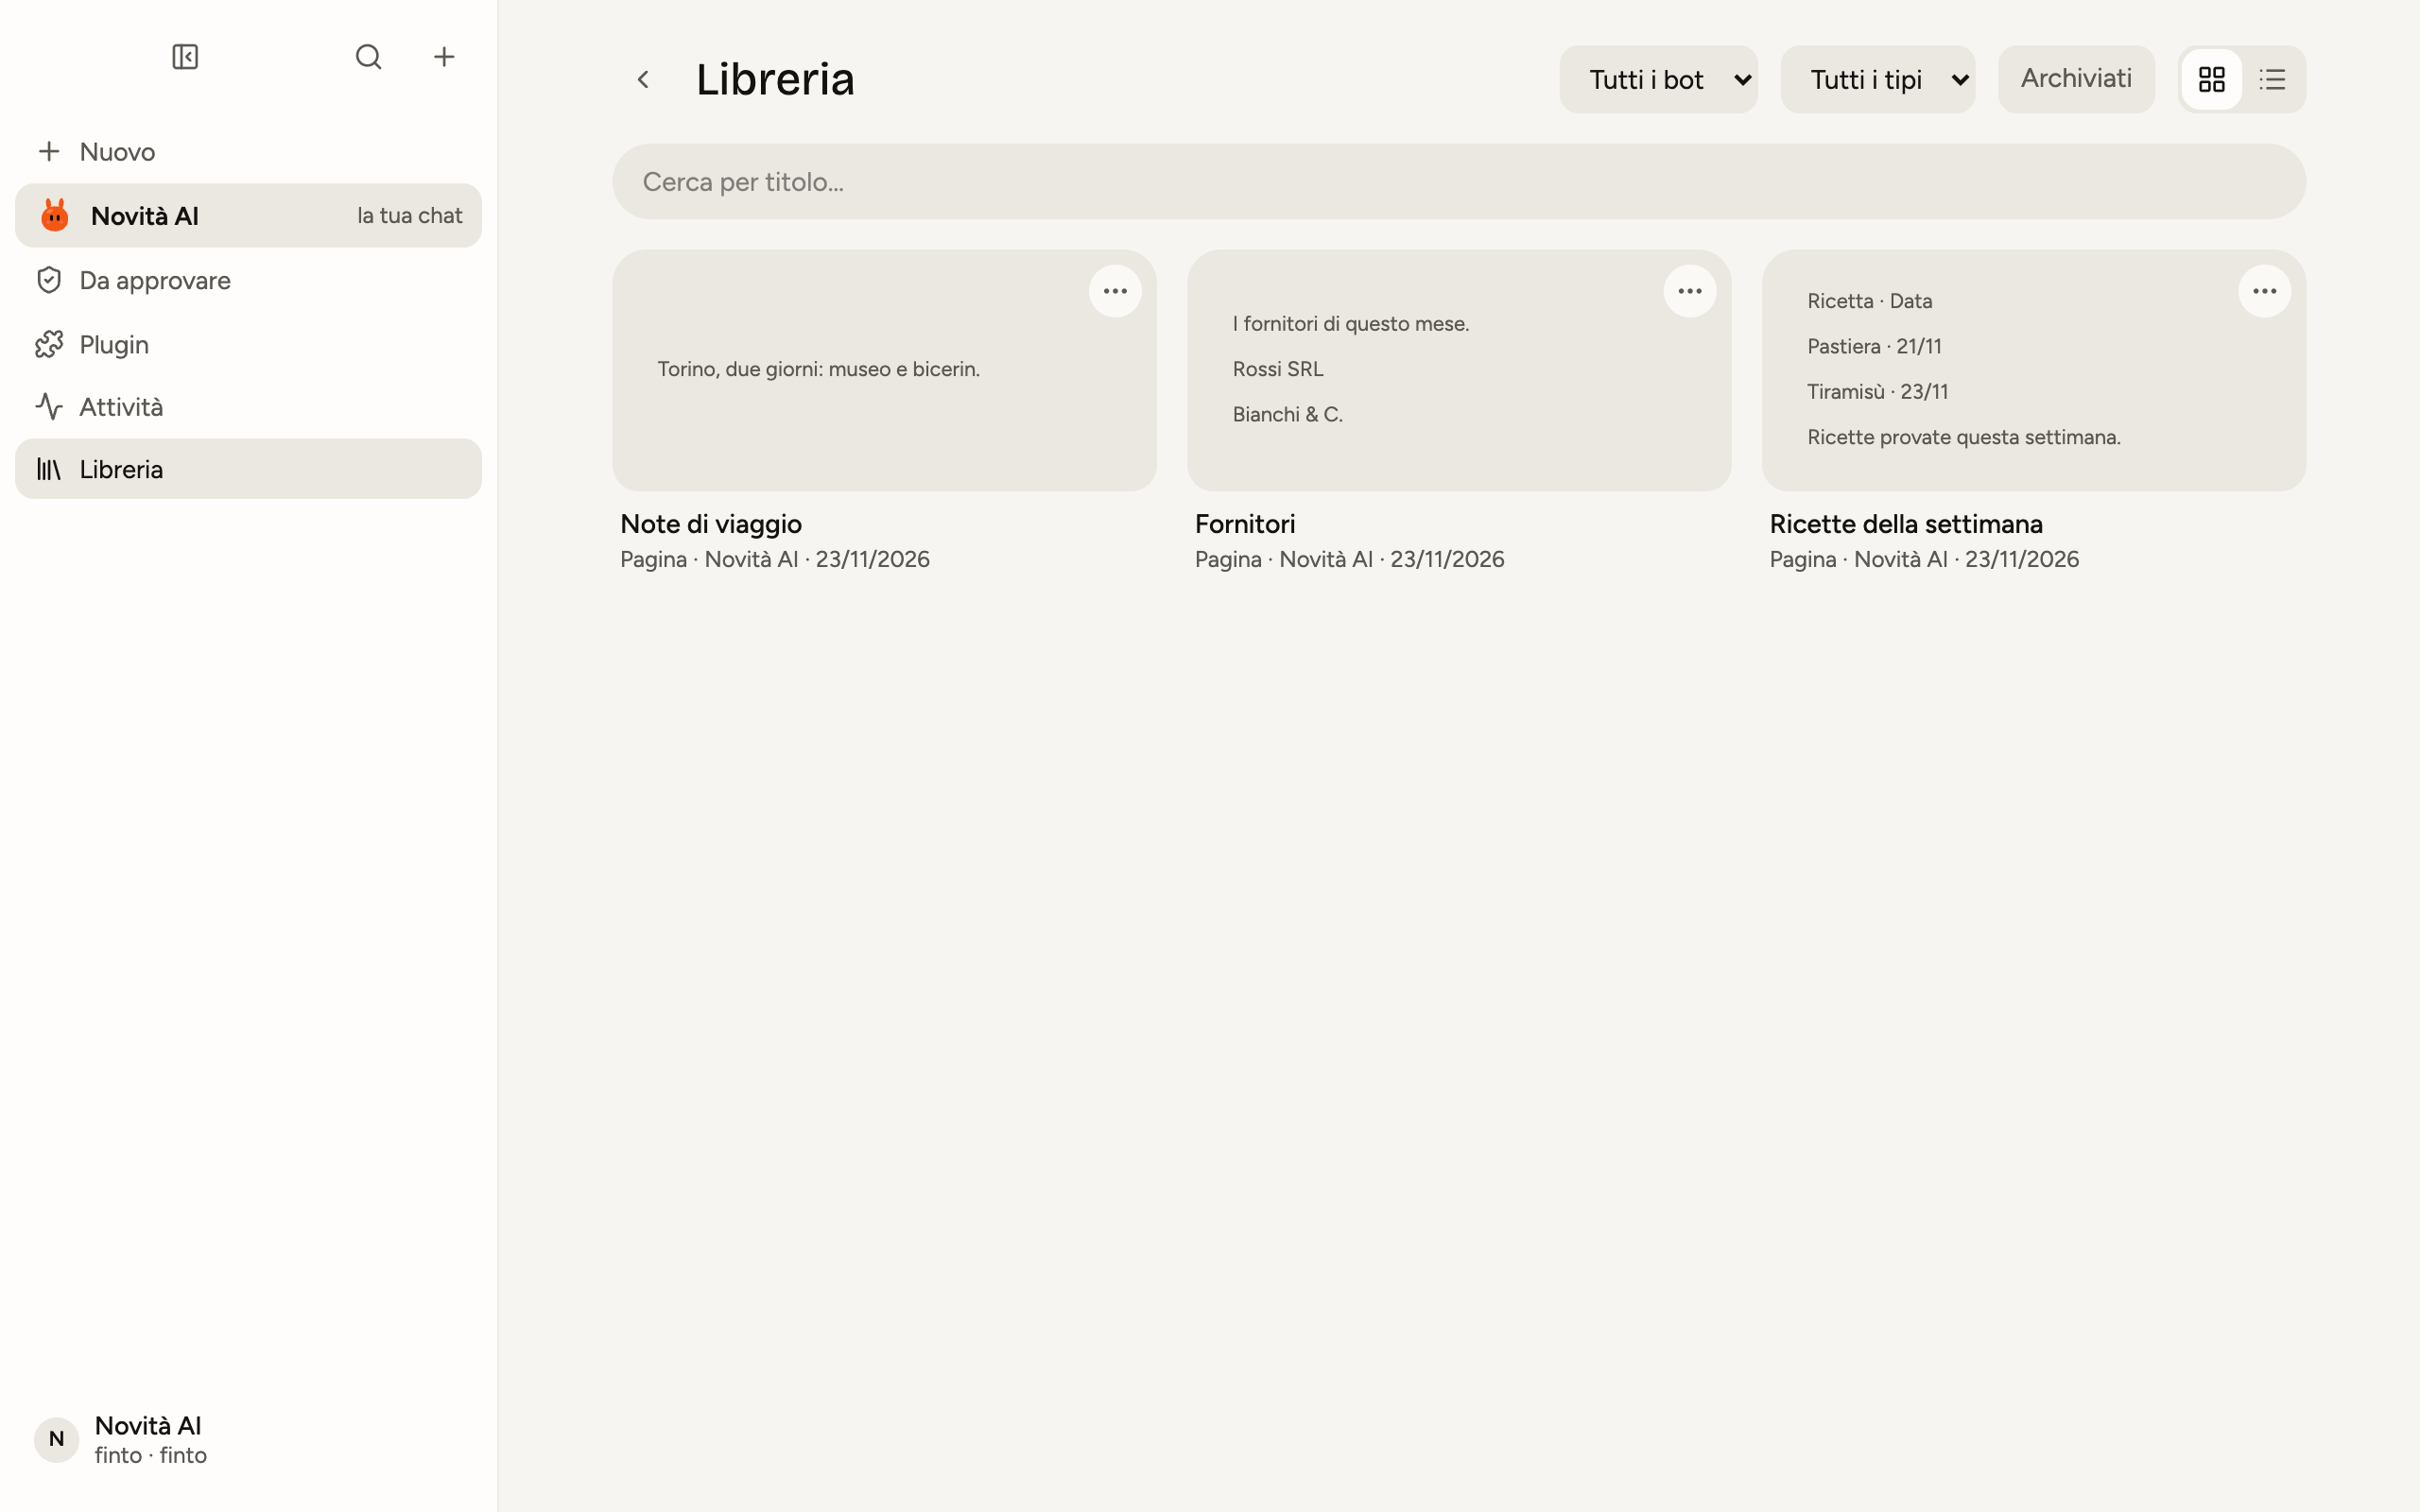 Nuovo
Novità AI la tua chat
Da approvare
Plugin
Attività
Libreria
Novità AI
N
finto · finto
Libreria
Tutti i bot
Tutti i tipi
Archiviati
Cerca per titolo...
Torino, due giorni: museo e bicerin.
Note di viaggio
Pagina · Novità AI · 23/11/2026
I fornitori di questo mese.
Rossi SRL
Bianchi & C.
Fornitori
Pagina · Novità AI · 23/11/2026
Ricetta · Data
Pastiera · 21/11
Tiramisù · 23/11
Ricette provate questa settimana.
Ricette della settimana
Pagina · Novità AI · 23/11/2026